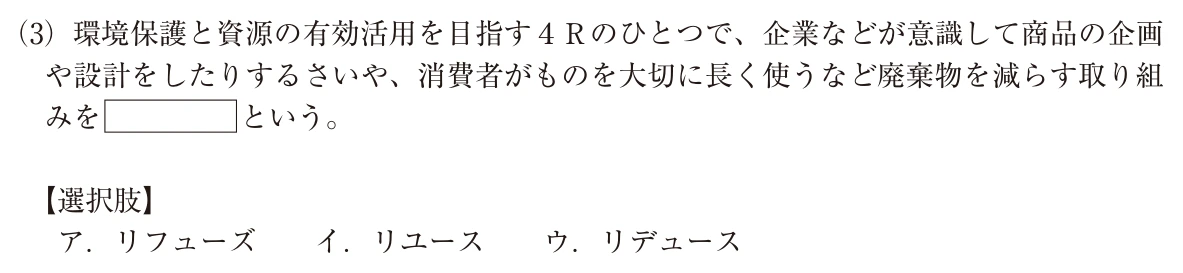 (3) 環境保護と資源の有効活用を目指す４Ｒのひとつで、企業などが意識して商品の企画
や設計をしたりするさいや、消費者がものを大切に長く使うなど廃棄物を減らす取り組
みを　　　　という。
【選択肢】
ア．リフューズ　　イ．リユース　　ウ．リデュース